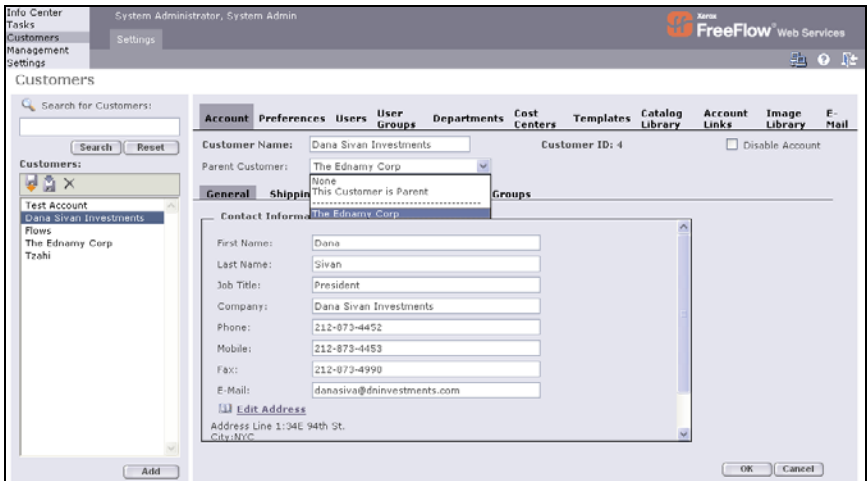 Info Center
Tasks
Customers
Management
Settings
System Administrator, System Admin
Settings
Xerox
FreeFlow® Web Services
Customers
Search for Customers:
Search Reset
Customers:
Test Account
Dana Sivan Investments
Flows
The Ednamy Corp
Tzahi
Add
Account Preferences Users User Groups Departments Cost Centers Templates Catalog Library Account Links Image Library E-Mail
Customer Name: Dana Sivan Investments Customer ID: 4 Disable Account
Parent Customer: The Ednamy Corp
None
This Customer is Parent
The Ednamy Corp
General Shippin Groups
Contact Informa
First Name: Dana
Last Name: Sivan
Job Title: President
Company: Dana Sivan Investments
Phone: 212-873-4452
Mobile: 212-873-4453
Fax: 212-873-4990
E-Mail: danasiva@dninvestments.com
Edit Address
Address Line 1:34E 94th St.
City:NYC
OK Cancel